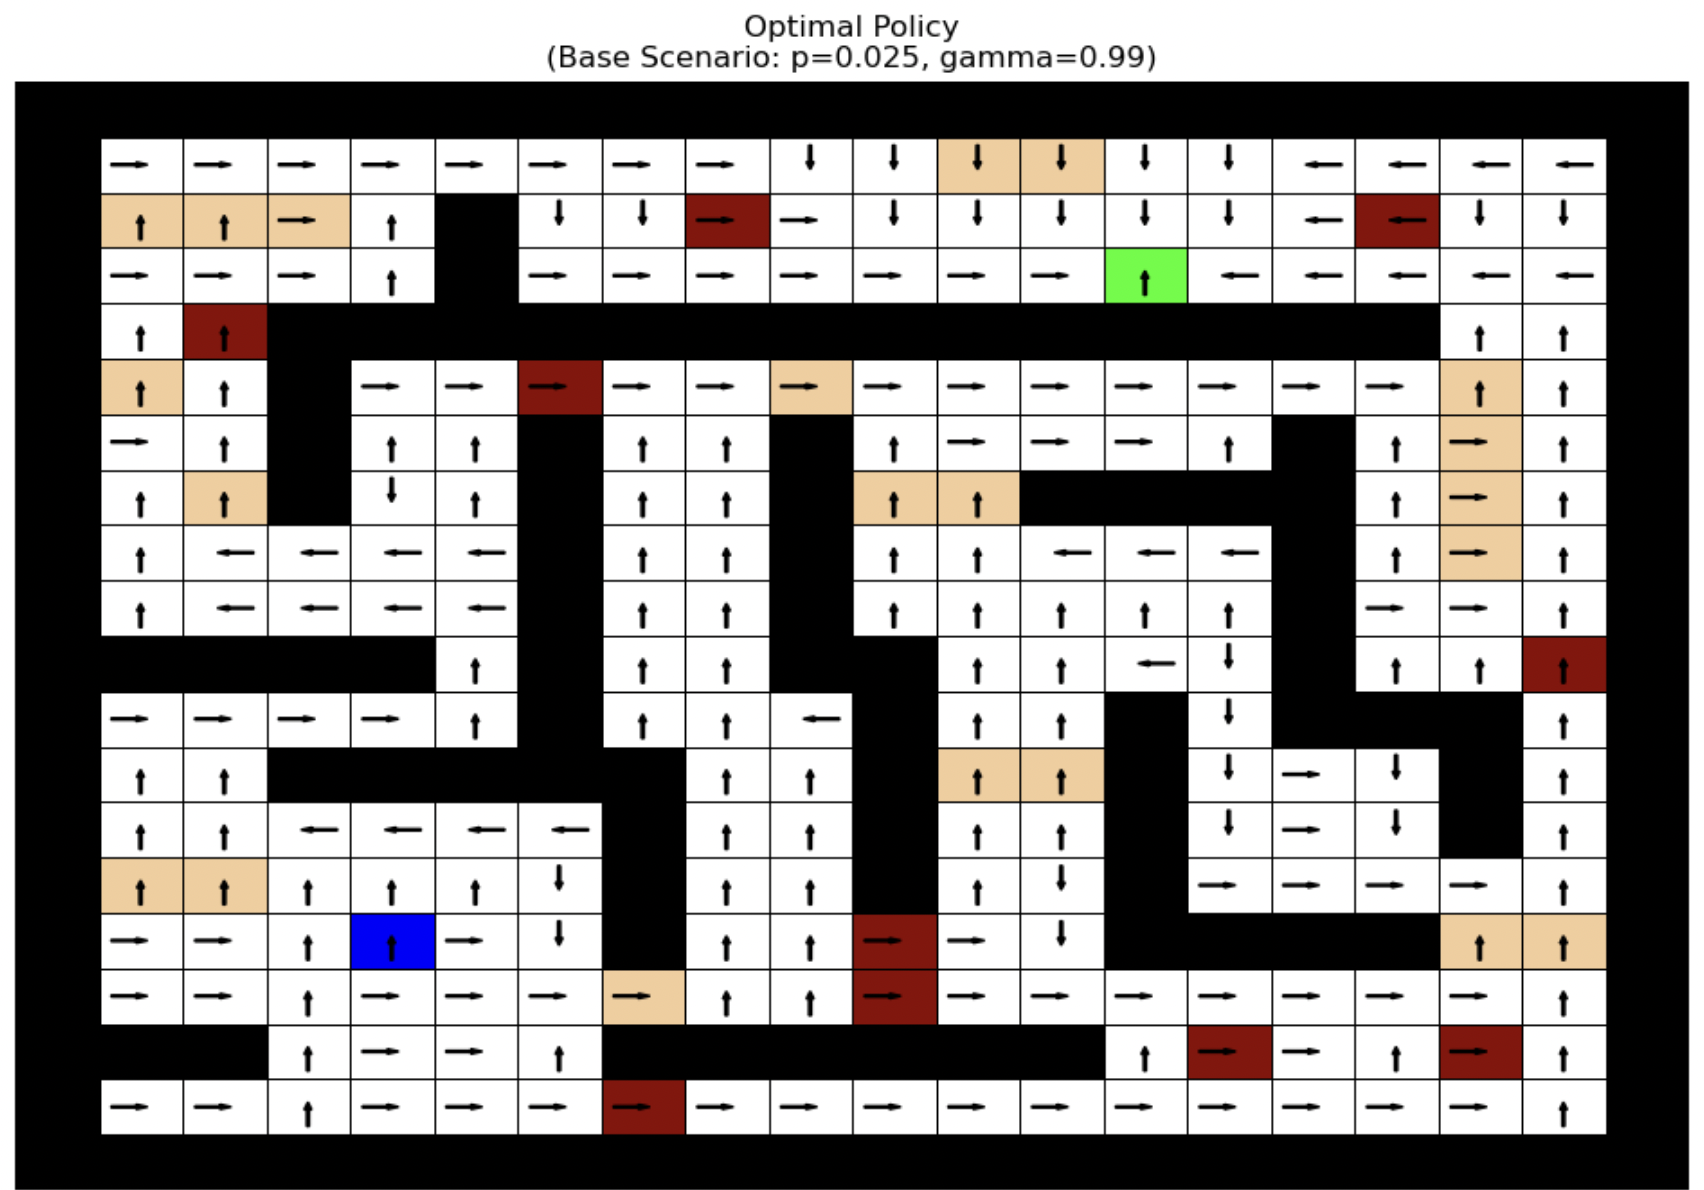 Optimal Policy
(Base Scenario: p=0.025, gamma=0.99)